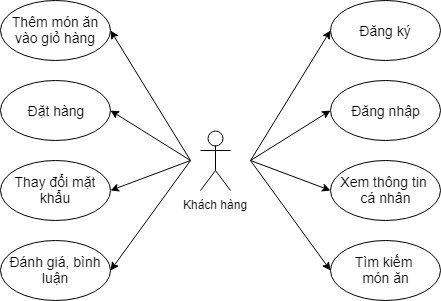 Thêm món ăn
vào giỏ hàng
Đăng ký
Đặt hàng
Đăng nhập
Thay đổi mặt
khẩu
Khách hàng
Xem thông tin
cá nhân
Đánh giá, bình
luận
Tìm kiếm
món ăn